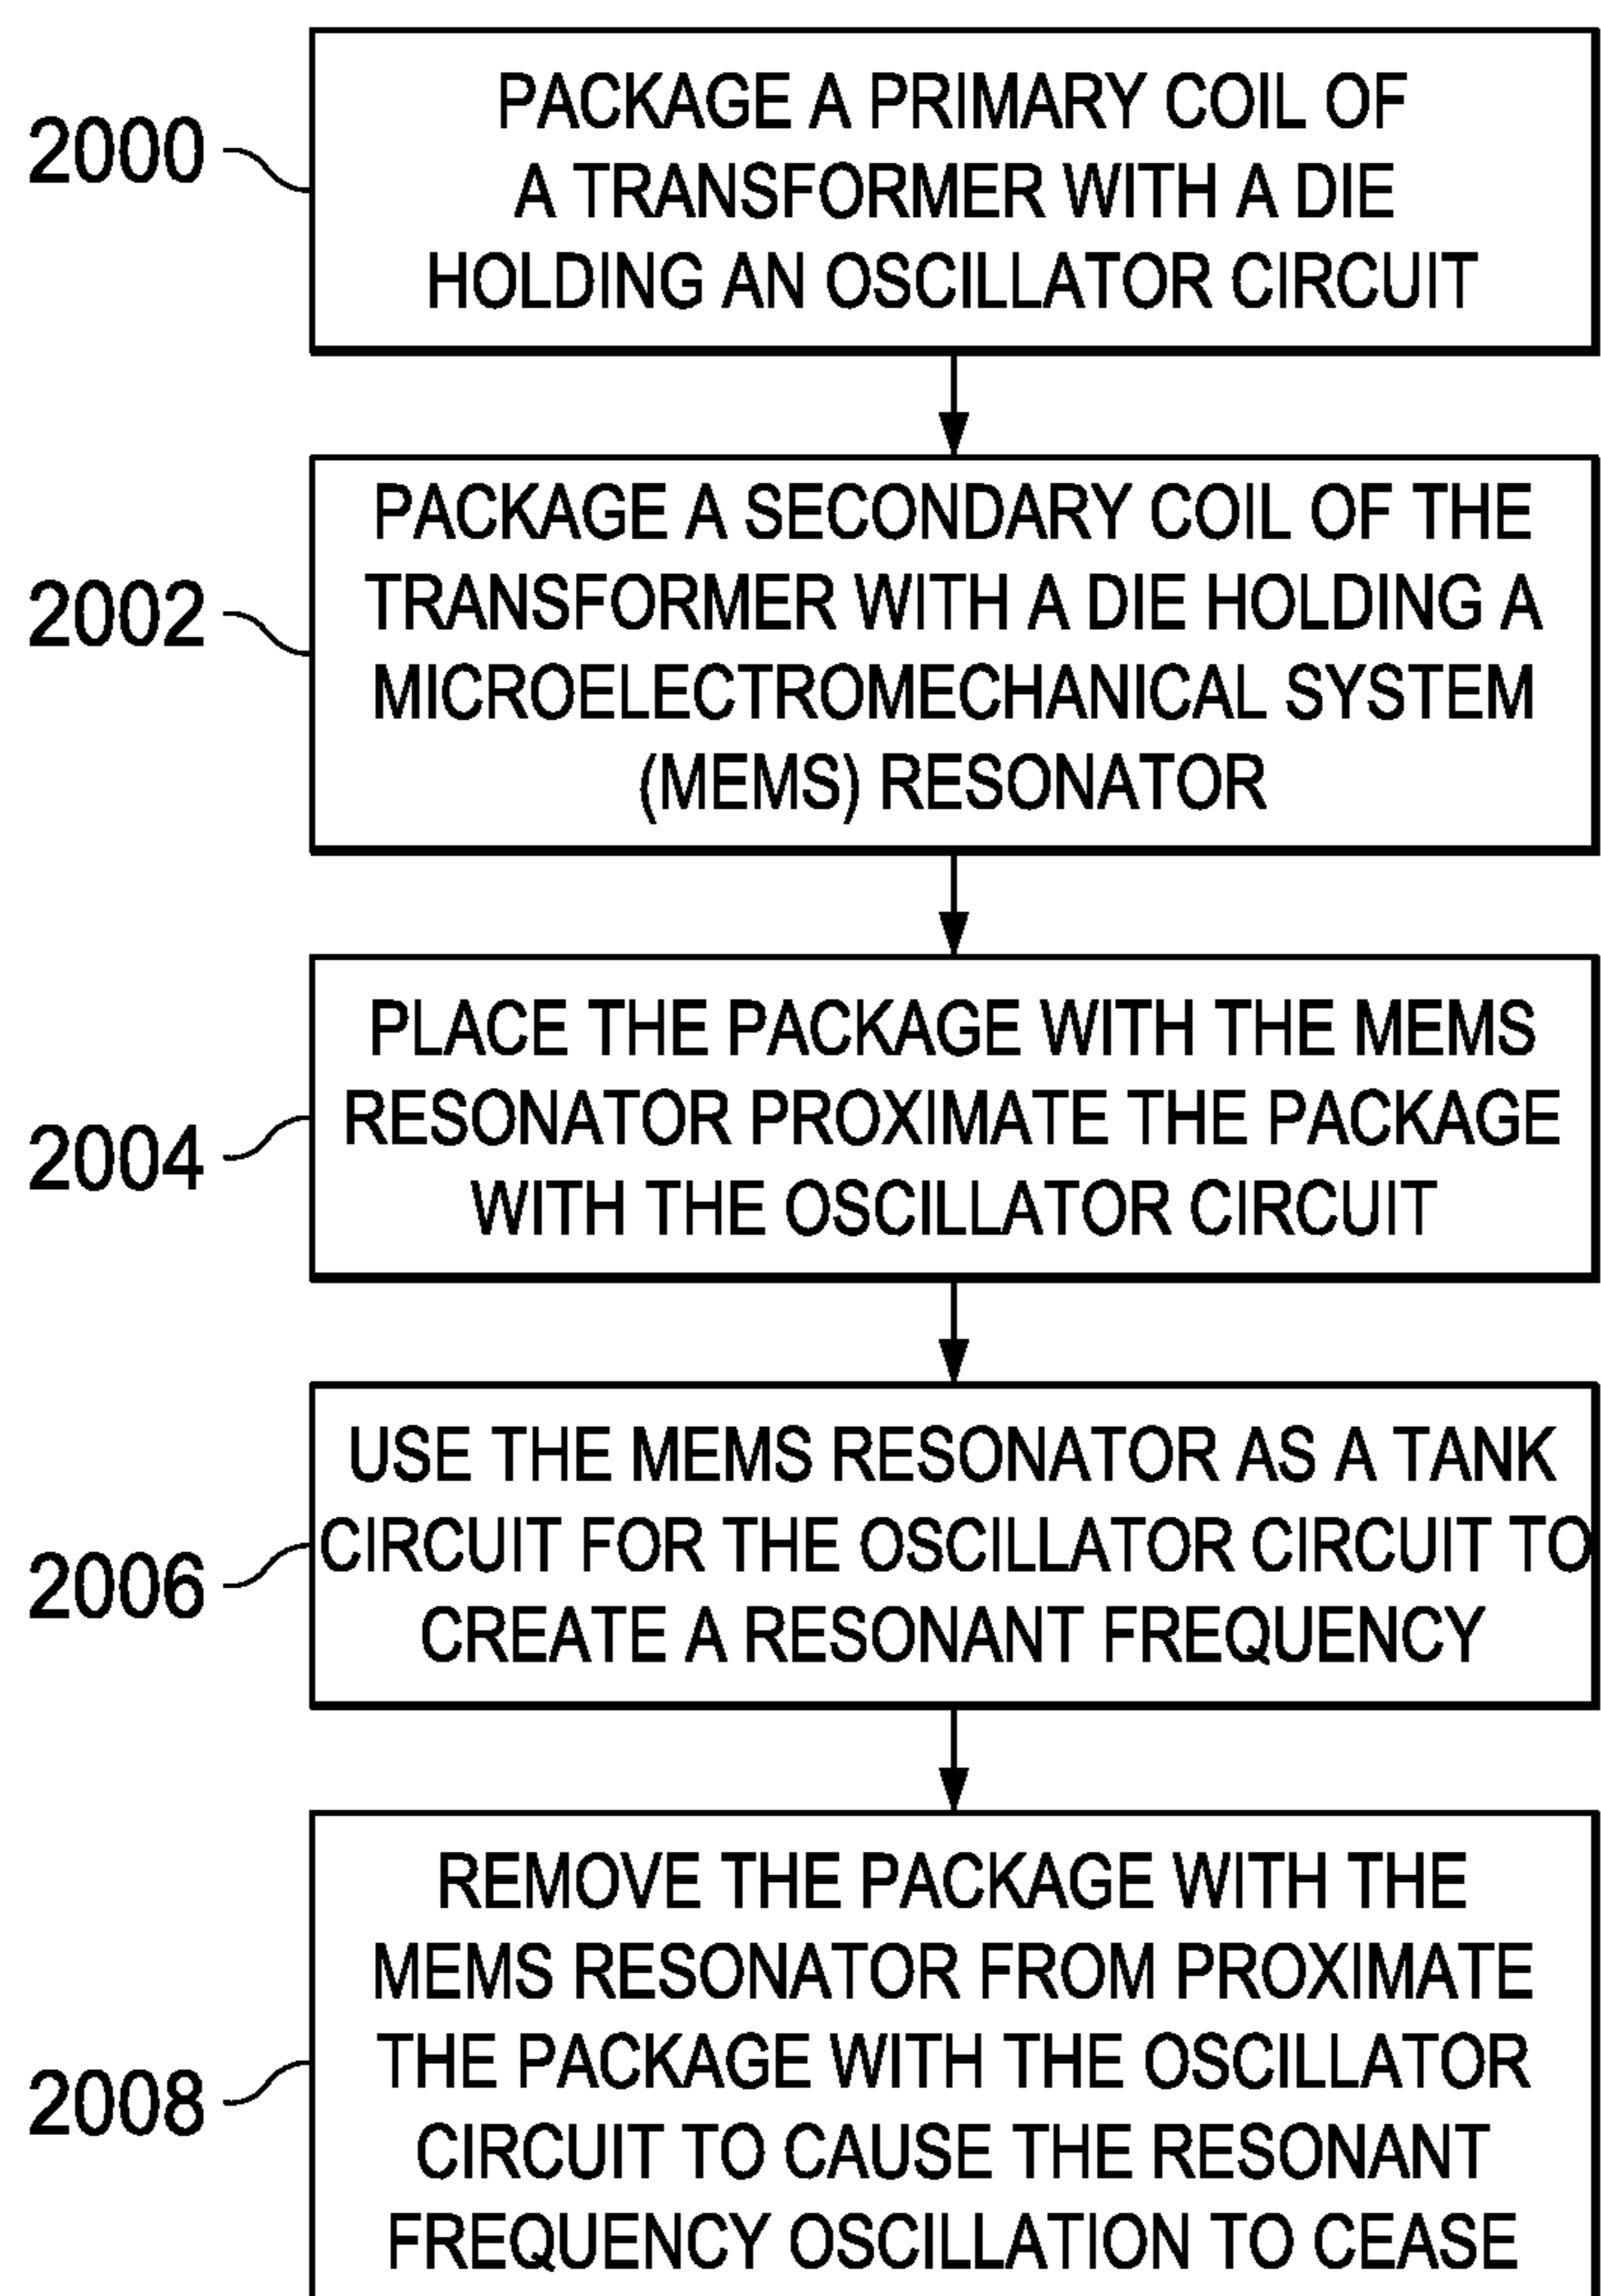 2000
PACKAGE A PRIMARY COIL OF
A TRANSFORMER WITH A DIE
HOLDING AN OSCILLATOR CIRCUIT
2002
PACKAGE A SECONDARY COIL OF THE
TRANSFORMER WITH A DIE HOLDING A
MICROELECTROMECHANICAL SYSTEM
(MEMS) RESONATOR
2004
PLACE THE PACKAGE WITH THE MEMS
RESONATOR PROXIMATE THE PACKAGE
WITH THE OSCILLATOR CIRCUIT
2006
USE THE MEMS RESONATOR AS A TANK
CIRCUIT FOR THE OSCILLATOR CIRCUIT TO
CREATE A RESONANT FREQUENCY
2008
REMOVE THE PACKAGE WITH THE
MEMS RESONATOR FROM PROXIMATE
THE PACKAGE WITH THE OSCILLATOR
CIRCUIT TO CAUSE THE RESONANT
FREQUENCY OSCILLATION TO CEASE